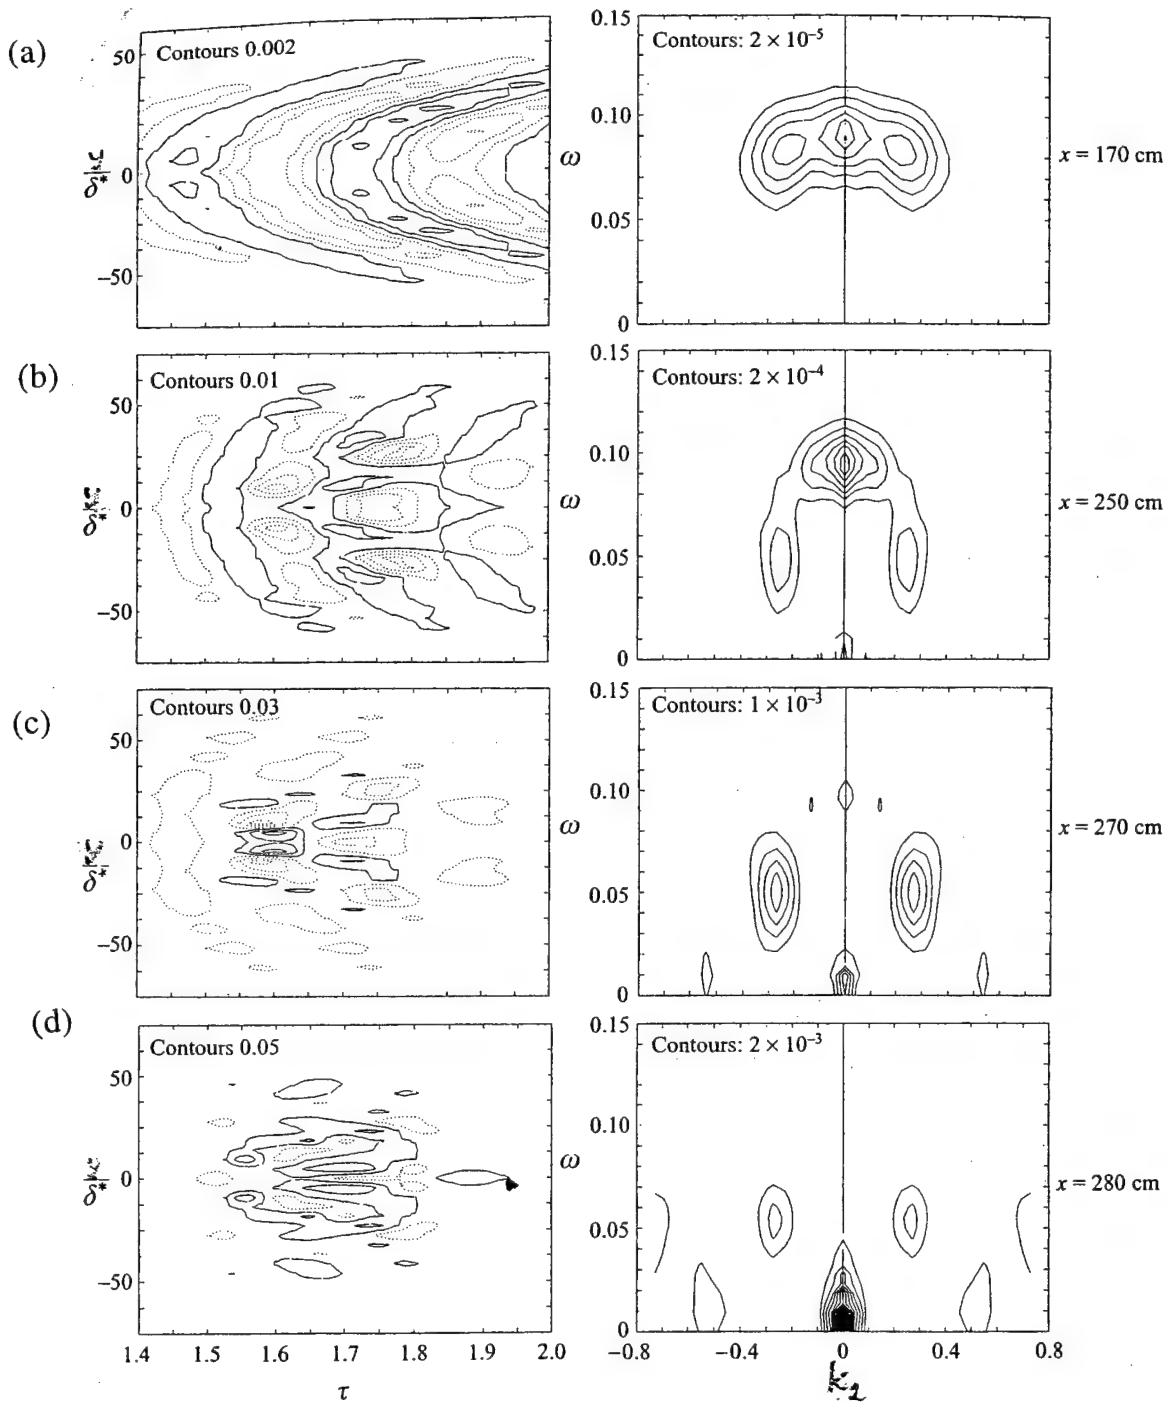 (a)
Contours 0.002
50
0
−50
Contours: 2 × 10⁻⁵
0.15
0.10
0.05
0
ω
x = 170 cm
(b)
Contours 0.01
50
0
−50
Contours: 2 × 10⁻⁴
0.15
0.10
0.05
0
ω
x = 250 cm
(c)
Contours 0.03
50
0
−50
Contours: 1 × 10⁻³
0.15
0.10
0.05
0
ω
x = 270 cm
(d)
Contours 0.05
50
0
−50
Contours: 2 × 10⁻³
0.15
0.10
0.05
0
ω
x = 280 cm
1.4 1.5 1.6 1.7 1.8 1.9 2.0
τ
−0.8 −0.4 0 0.4 0.8